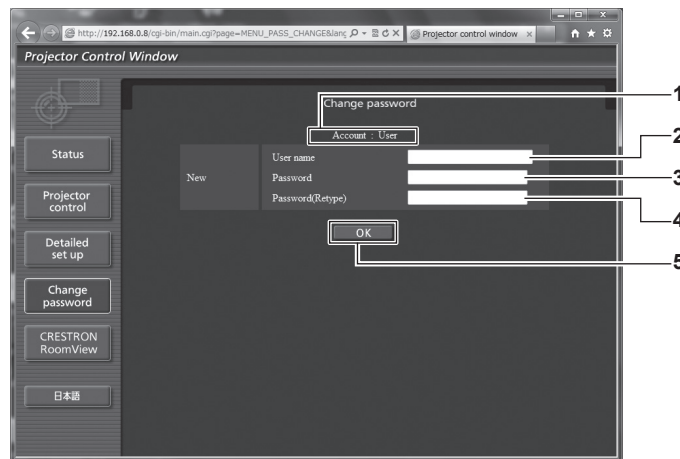 http://192.168.0.8/cgi-bin/main.cgi?page=MENU_PASS_CHANGE&lang
Projector control window
Projector Control Window
Change password
1
Account : User
2
Status
New
User name
Password
3
Password(Retype)
4
Projector
control
OK
5
Detailed
set up
Change
password
CRESTRON
RoomView
日本語